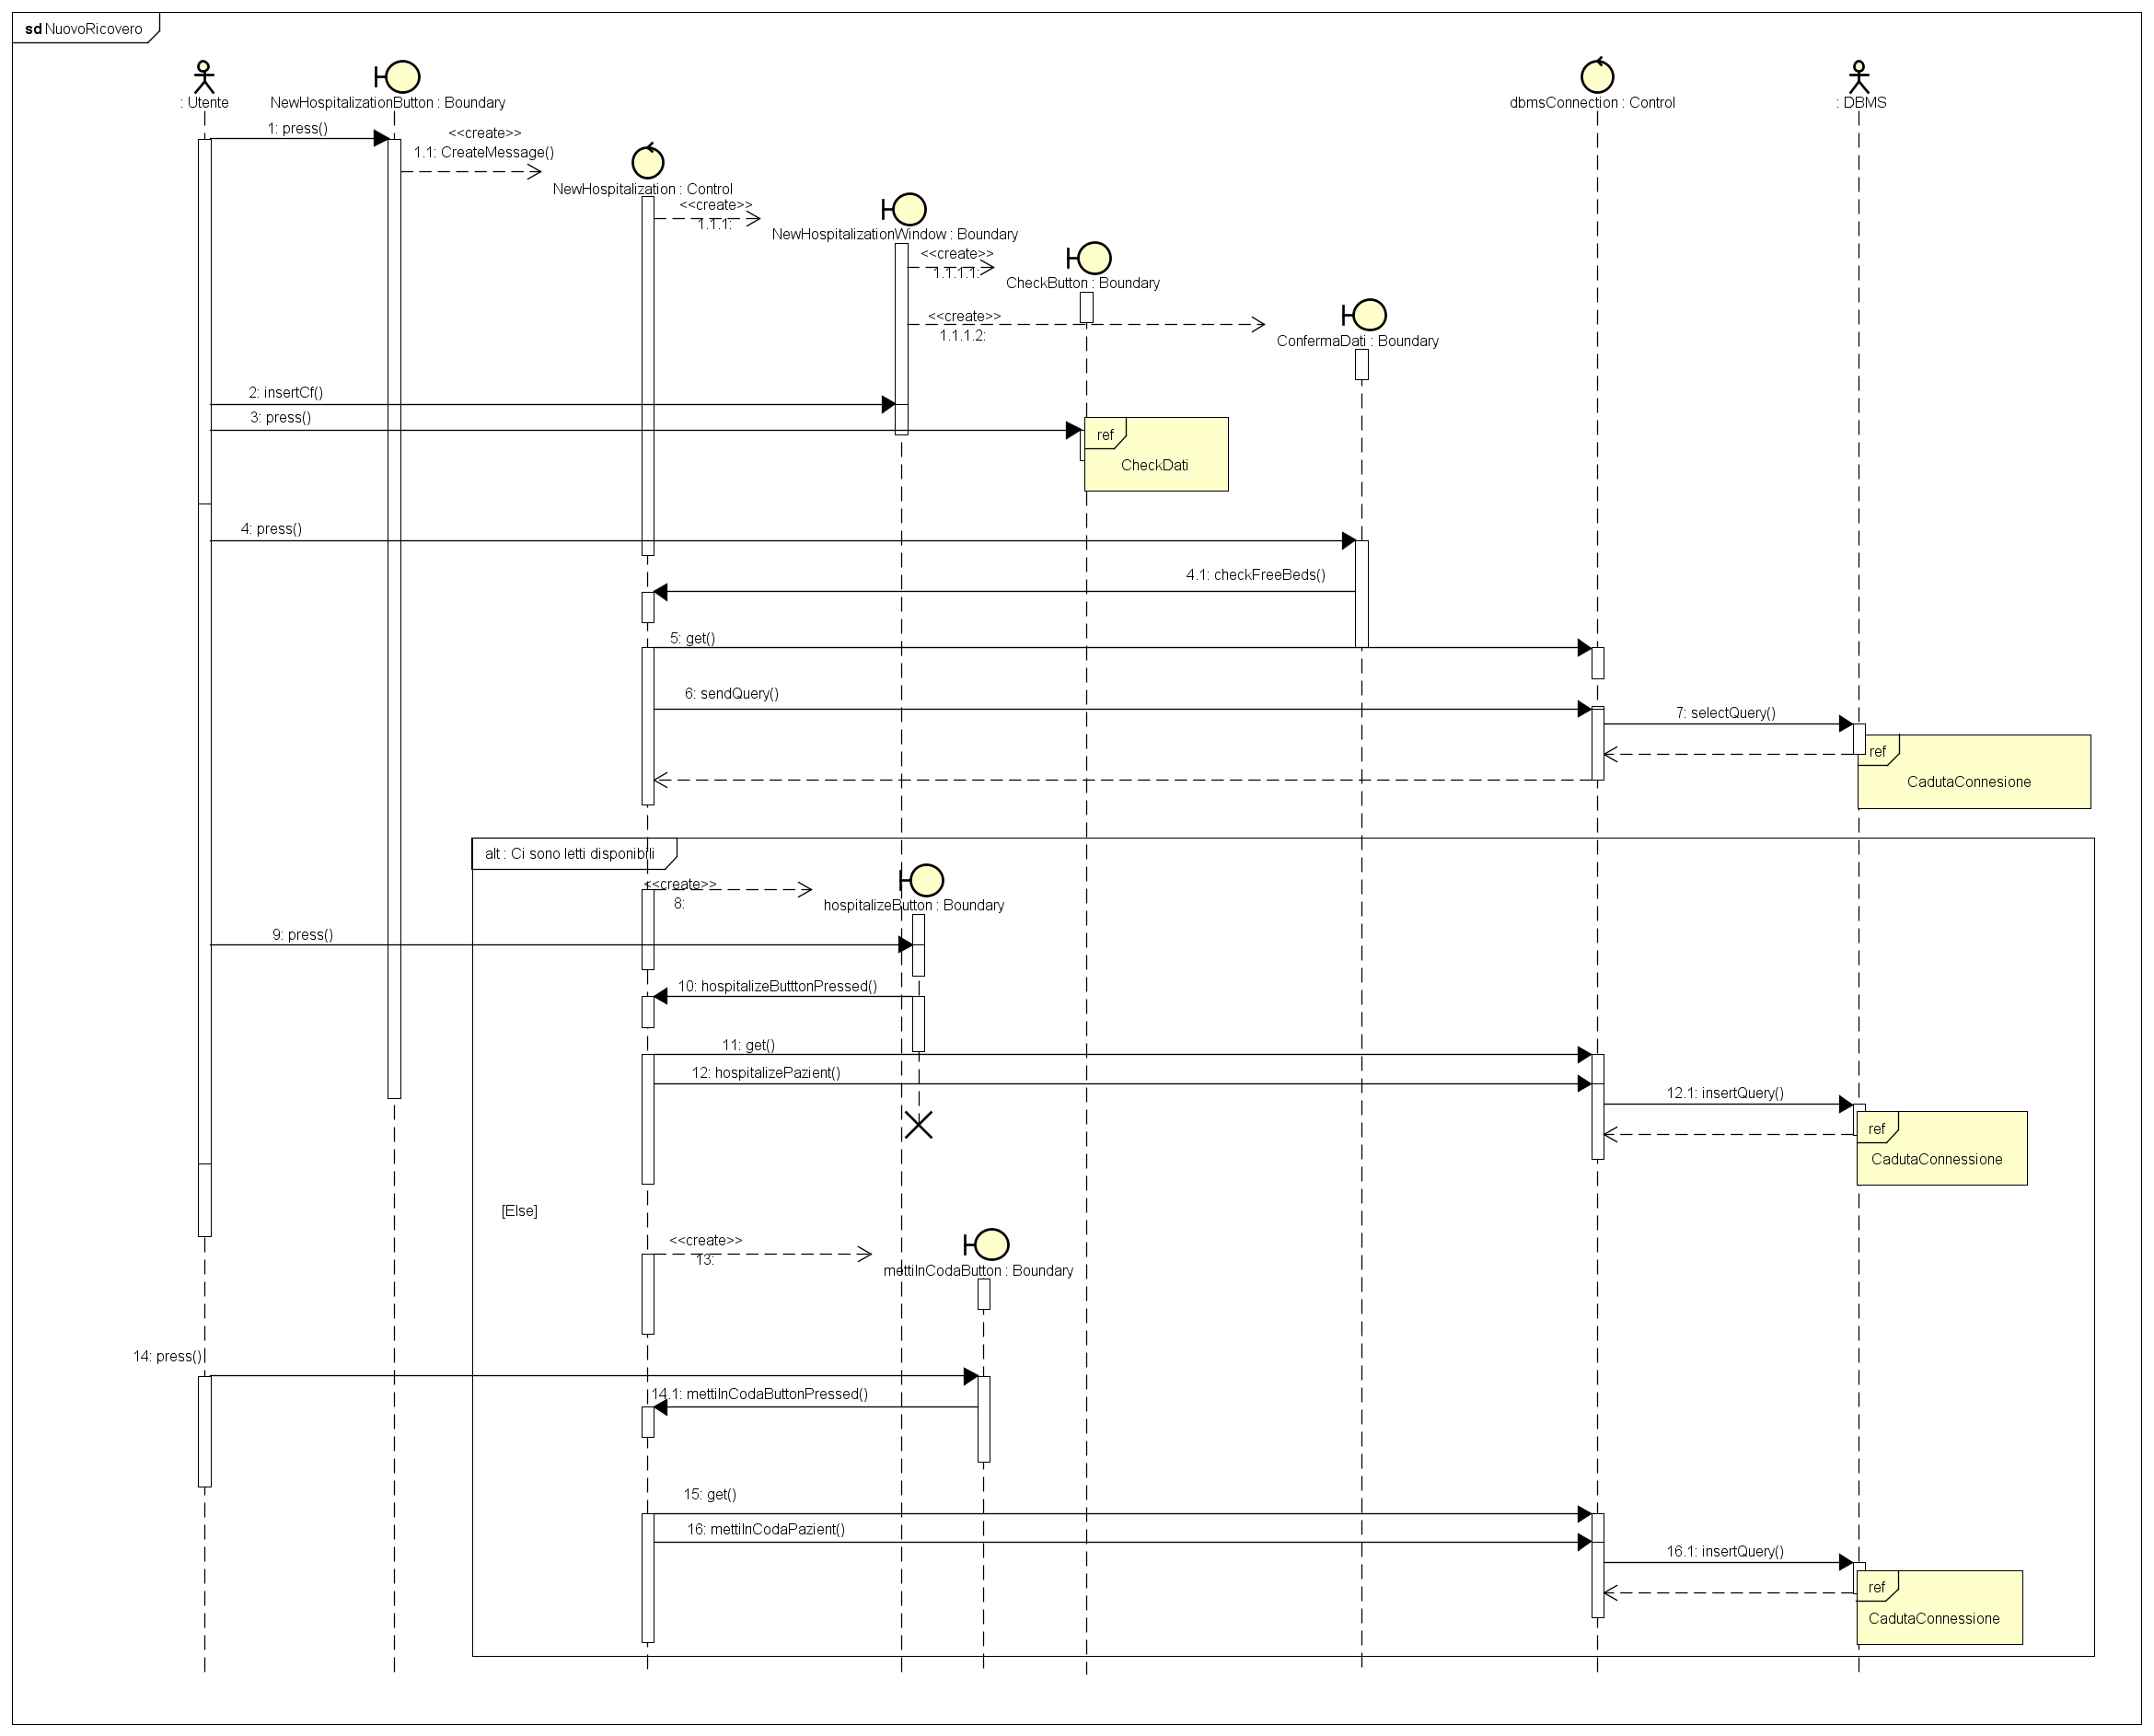 sd NuovoRicovero
: Utente
NewHospitalizationButton : Boundary
dbmsConnection : Control
: DBMS
1: press()
<<create>>
1.1: CreateMessage()
NewHospitalization : Control
<<create>>
1.1.1:
NewHospitalizationWindow : Boundary
<<create>>
1.1.1.1:
CheckButton : Boundary
<<create>>
1.1.1.2:
ConfermaDati : Boundary
2: insertCf()
3: press()
ref
CheckDati
4: press()
4.1: checkFreeBeds()
5: get()
6: sendQuery()
7: selectQuery()
ref
CadutaConnesione
alt : Ci sono letti disponibili
<<create>>
8:
hospitalizeButton : Boundary
9: press()
10: hospitalizeButttonPressed()
11: get()
12: hospitalizePazient()
12.1: insertQuery()
ref
CadutaConnessione
[Else]
<<create>>
13:
mettiInCodaButton : Boundary
14: press()
14.1: mettiInCodaButtonPressed()
15: get()
16: mettiInCodaPazient()
16.1: insertQuery()
ref
CadutaConnessione